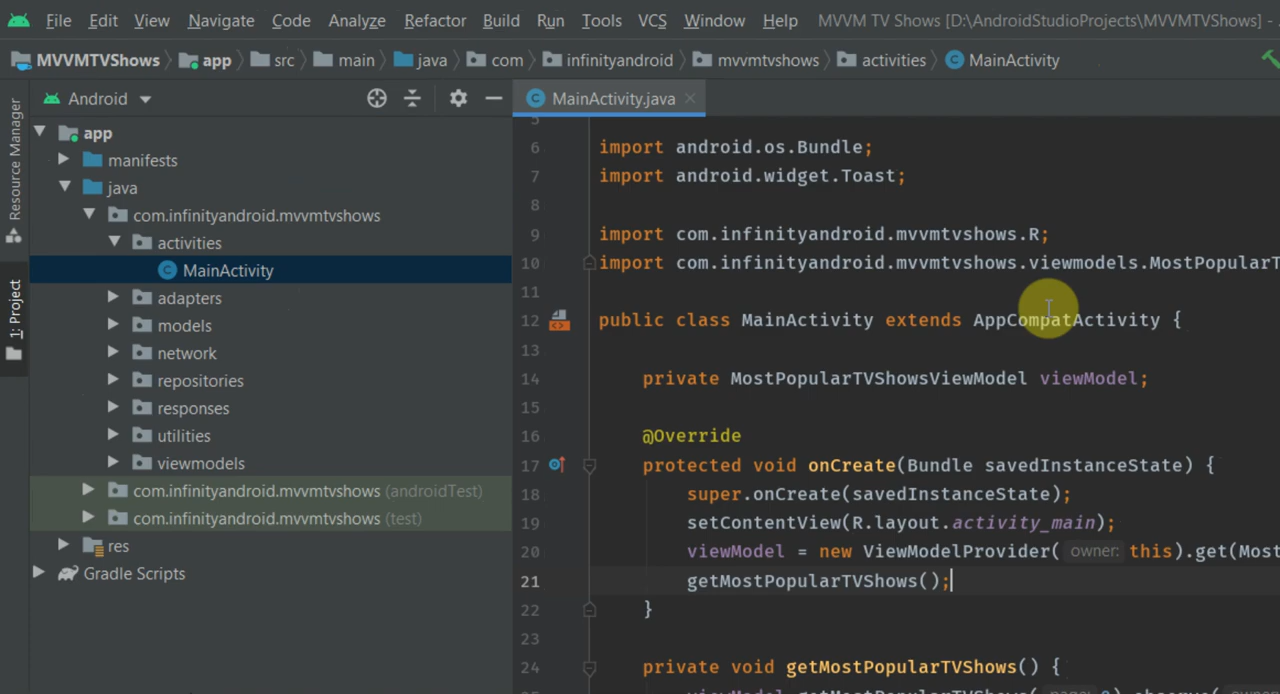 File Edit View Navigate Code Analyze Refactor Build Run Tools VCS Window Help MVVM TV Shows [D:\AndroidStudioProjects\MVVMTVShows] -
MVVMTVShows app src main java com infinityandroid mvvmtvshows activities MainActivity
Android
MainActivity.java
Resource Manager
1: Project
app
manifests
java
com.infinityandroid.mvvmtvshows
activities
MainActivity
adapters
models
network
repositories
responses
utilities
viewmodels
com.infinityandroid.mvvmtvshows (androidTest)
com.infinityandroid.mvvmtvshows (test)
res
Gradle Scripts
5
6 import android.os.Bundle;
7 import android.widget.Toast;
8
9 import com.infinityandroid.mvvmtvshows.R;
10 import com.infinityandroid.mvvmtvshows.viewmodels.MostPopularT
11
12 public class MainActivity extends AppCompatActivity {
13
14 private MostPopularTVShowsViewModel viewModel;
15
16 @Override
17 protected void onCreate(Bundle savedInstanceState) {
18 super.onCreate(savedInstanceState);
19 setContentView(R.layout.activity_main);
20 viewModel = new ViewModelProvider( owner: this).get(Most
21 getMostPopularTVShows();
22 }
23
24 private void getMostPopularTVShows() {